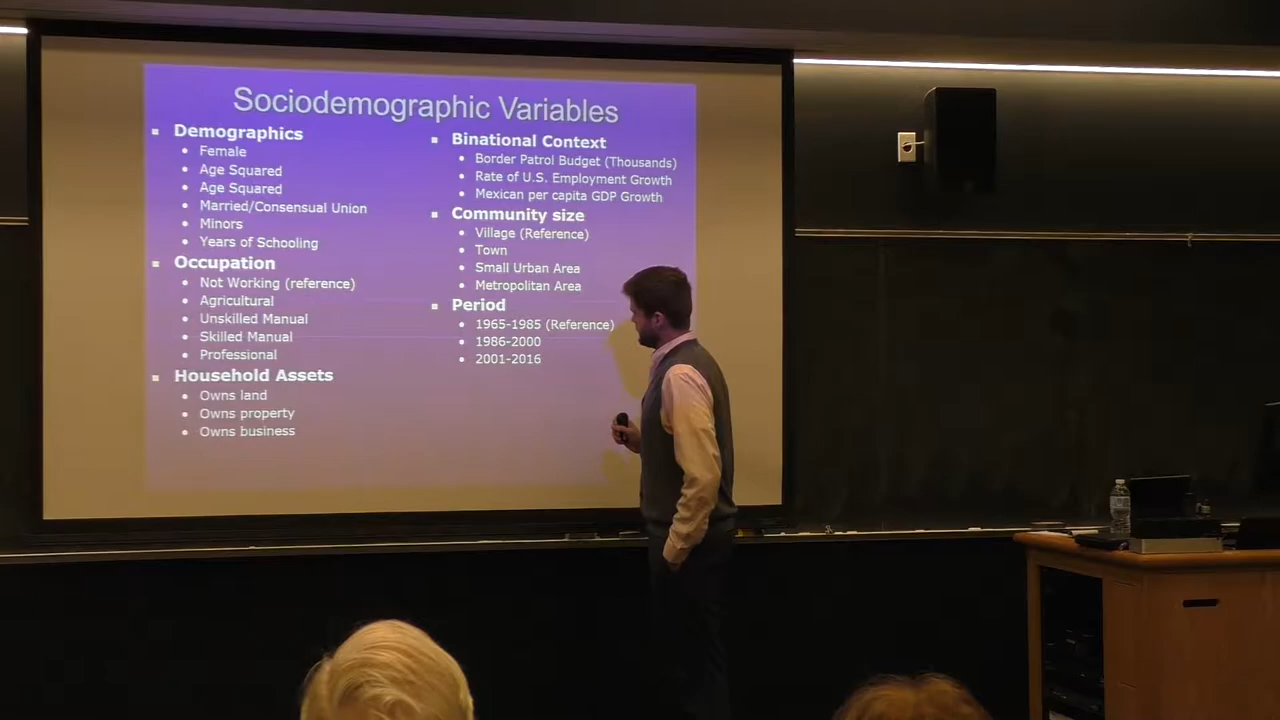 Sociodemographic Variables
Demographics
Female
Age Squared
Age Squared
Married/Consensual Union
Minors
Years of Schooling
Occupation
Not Working (reference)
Agricultural
Unskilled Manual
Skilled Manual
Professional
Household Assets
Owns land
Owns property
Owns business
Binational Context
Border Patrol Budget (Thousands)
Rate of U.S. Employment Growth
Mexican per capita GDP Growth
Community size
Village (Reference)
Town
Small Urban Area
Metropolitan Area
Period
1965-1985 (Reference)
1986-2000
2001-2016